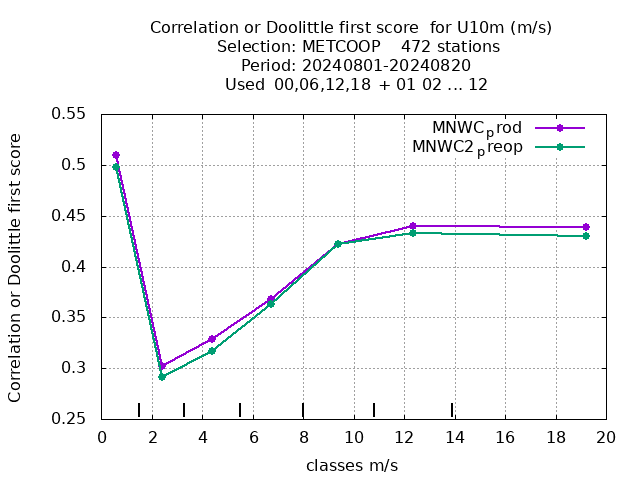 Correlation or Doolittle first score  for U10m (m/s)
Selection: METCOOP    472 stations
Period: 20240801-20240820
Used  00,06,12,18 + 01 02 ... 12
MNWCprod
MNWC2preop
Correlation or Doolittle first score
0.55
0.5
0.45
0.4
0.35
0.3
0.25
0 2 4 6 8 10 12 14 16 18 20
classes m/s